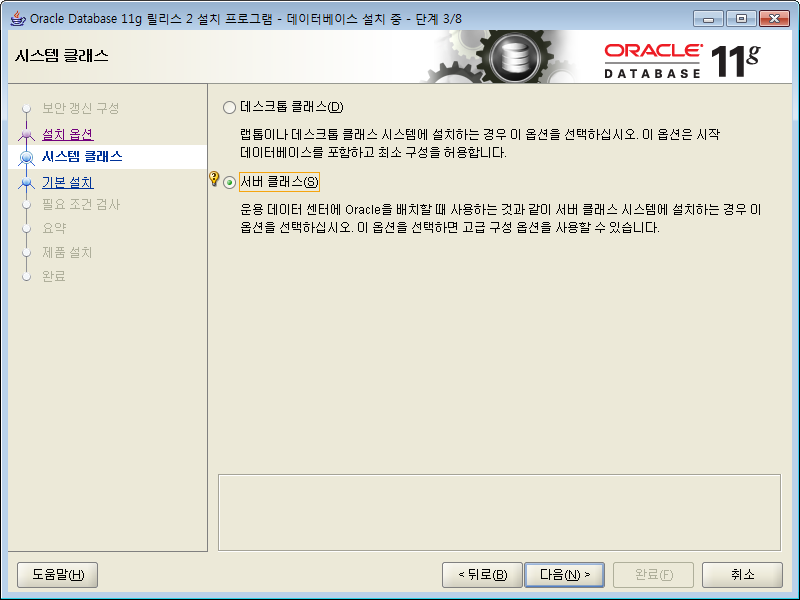 Oracle Database 11g 릴리스 2 설치 프로그램 - 데이터베이스 설치 중 - 단계 3/8
시스템 클래스
ORACLE
DATABASE
11g
보안 갱신 구성
설치 옵션
시스템 클래스
기본 설치
필요 조건 검사
요약
제품 설치
완료
데스크톱 클래스(D)
랩톱이나 데스크톱 클래스 시스템에 설치하는 경우 이 옵션을 선택하십시오. 이 옵션은 시작
데이터베이스를 포함하고 최소 구성을 허용합니다.
서버 클래스(S)
운용 데이터 센터에 Oracle을 배치할 때 사용하는 것과 같이 서버 클래스 시스템에 설치하는 경우 이
옵션을 선택하십시오. 이 옵션을 선택하면 고급 구성 옵션을 사용할 수 있습니다.
도움말(H)
< 뒤로(B)
다음(N) >
완료(F)
취소